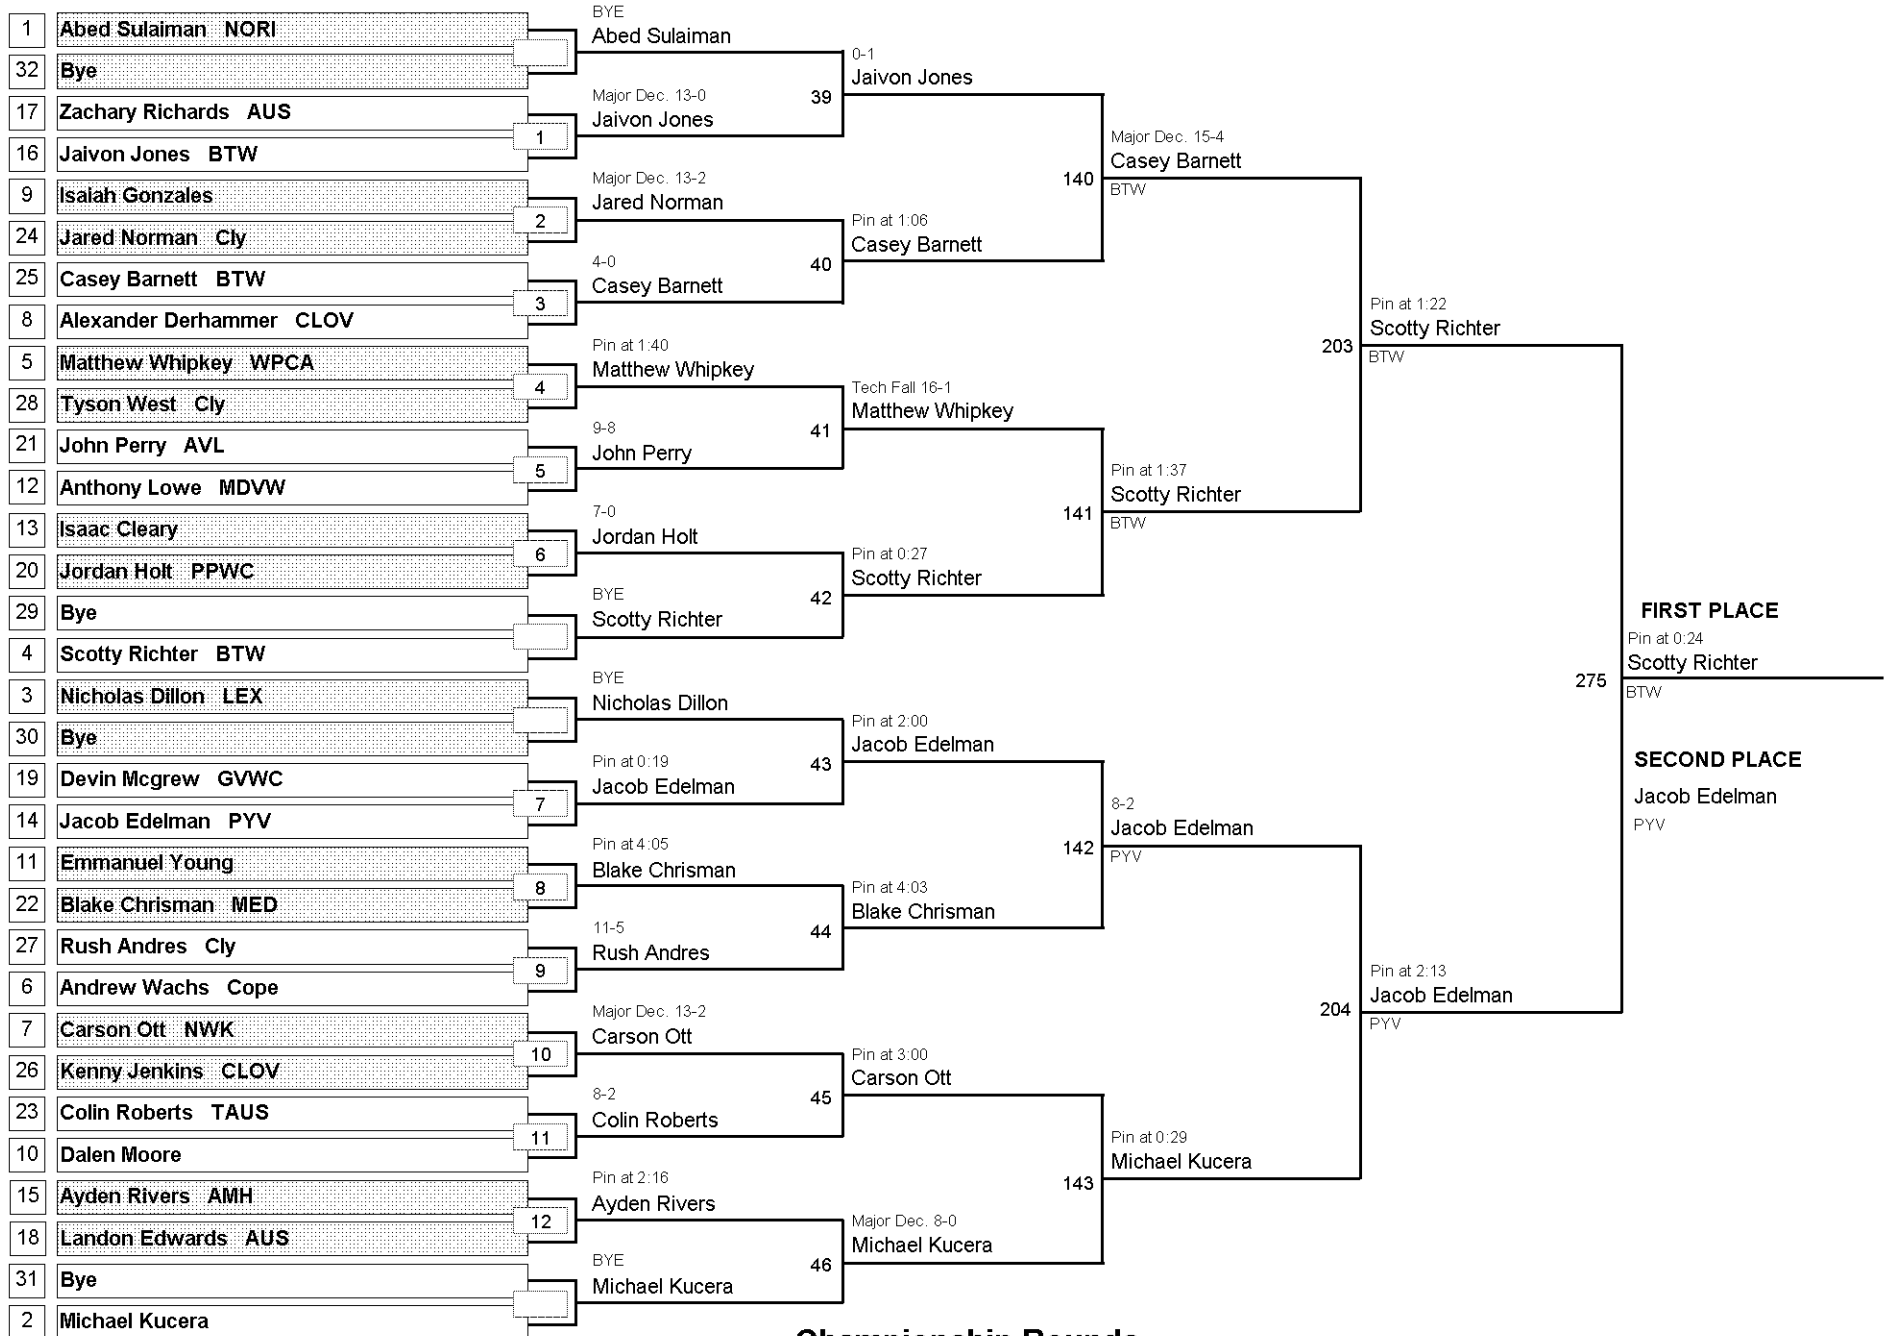 1 Abed Sulaiman NORI
32 Bye
17 Zachary Richards AUS
16 Jaivon Jones BTW
9 Isaiah Gonzales
24 Jared Norman Cly
25 Casey Barnett BTW
8 Alexander Derhammer CLOV
5 Matthew Whipkey WPCA
28 Tyson West Cly
21 John Perry AVL
12 Anthony Lowe MDVW
13 Isaac Cleary
20 Jordan Holt PPWC
29 Bye
4 Scotty Richter BTW
3 Nicholas Dillon LEX
30 Bye
19 Devin Mcgrew GVWC
14 Jacob Edelman PYV
11 Emmanuel Young
22 Blake Chrisman MED
27 Rush Andres Cly
6 Andrew Wachs Cope
7 Carson Ott NWK
26 Kenny Jenkins CLOV
23 Colin Roberts TAUS
10 Dalen Moore
15 Ayden Rivers AMH
18 Landon Edwards AUS
31 Bye
2 Michael Kucera
1
2
3
4
5
6
7
8
9
10
11
12
BYE
Abed Sulaiman
Major Dec. 13-0
Jaivon Jones
Major Dec. 13-2
Jared Norman
4-0
Casey Barnett
Pin at 1:40
Matthew Whipkey
9-8
John Perry
7-0
Jordan Holt
BYE
Scotty Richter
BYE
Nicholas Dillon
Pin at 0:19
Jacob Edelman
Pin at 4:05
Blake Chrisman
11-5
Rush Andres
Major Dec. 13-2
Carson Ott
8-2
Colin Roberts
Pin at 2:16
Ayden Rivers
BYE
Michael Kucera
39
40
41
42
43
44
45
46
0-1
Jaivon Jones
Pin at 1:06
Casey Barnett
Tech Fall 16-1
Matthew Whipkey
Pin at 0:27
Scotty Richter
Pin at 2:00
Jacob Edelman
Pin at 4:03
Blake Chrisman
Pin at 3:00
Carson Ott
Major Dec. 8-0
Michael Kucera
140
141
142
143
Major Dec. 15-4
Casey Barnett
BTW
Pin at 1:37
Scotty Richter
BTW
8-2
Jacob Edelman
PYV
Pin at 0:29
Michael Kucera
203
204
Pin at 1:22
Scotty Richter
BTW
Pin at 2:13
Jacob Edelman
PYV
275
FIRST PLACE
Pin at 0:24
Scotty Richter
BTW
SECOND PLACE
Jacob Edelman
PYV
Championship Rounds